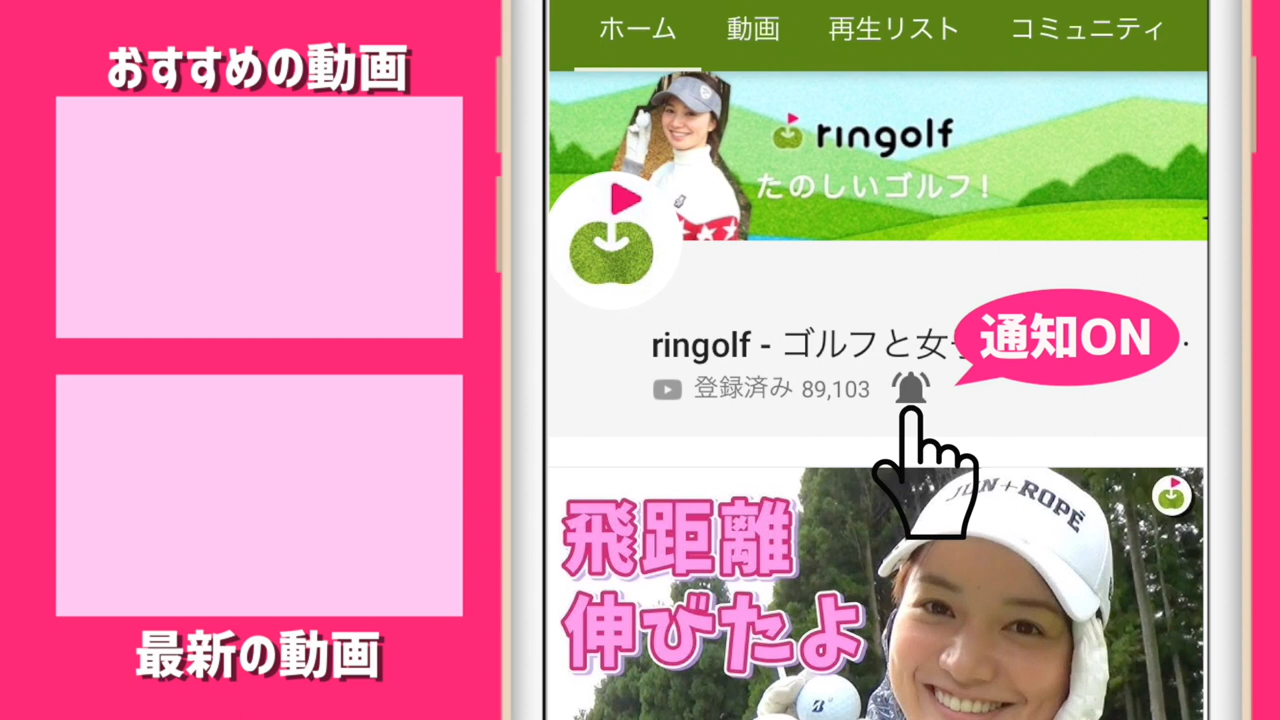 おすすめの動画
最新の動画
ホーム 動画 再生リスト コミュニティ
ringolf
たのしいゴルフ!
ringolf - ゴルフと女
通知ON
登録済み 89,103
飛距離
伸びたよ
JUN+ROPÉ
B